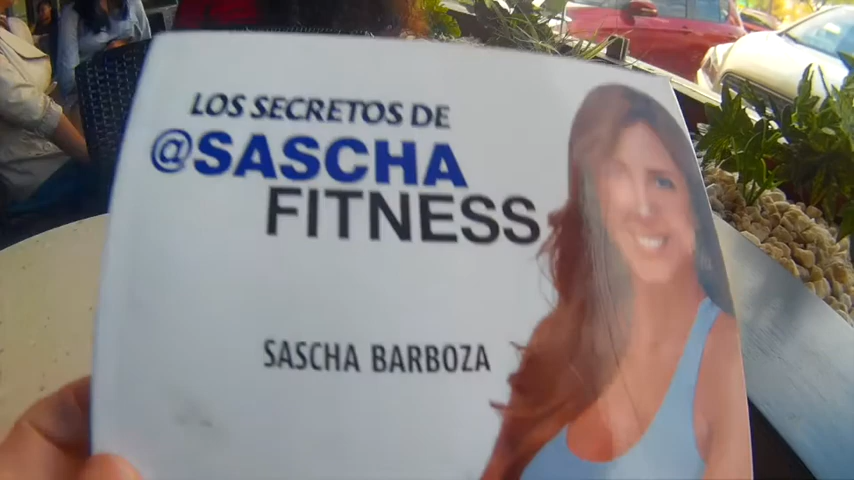 LOS SECRETOS DE
@SASCHA
FITNESS
SASCHA BARBOZA